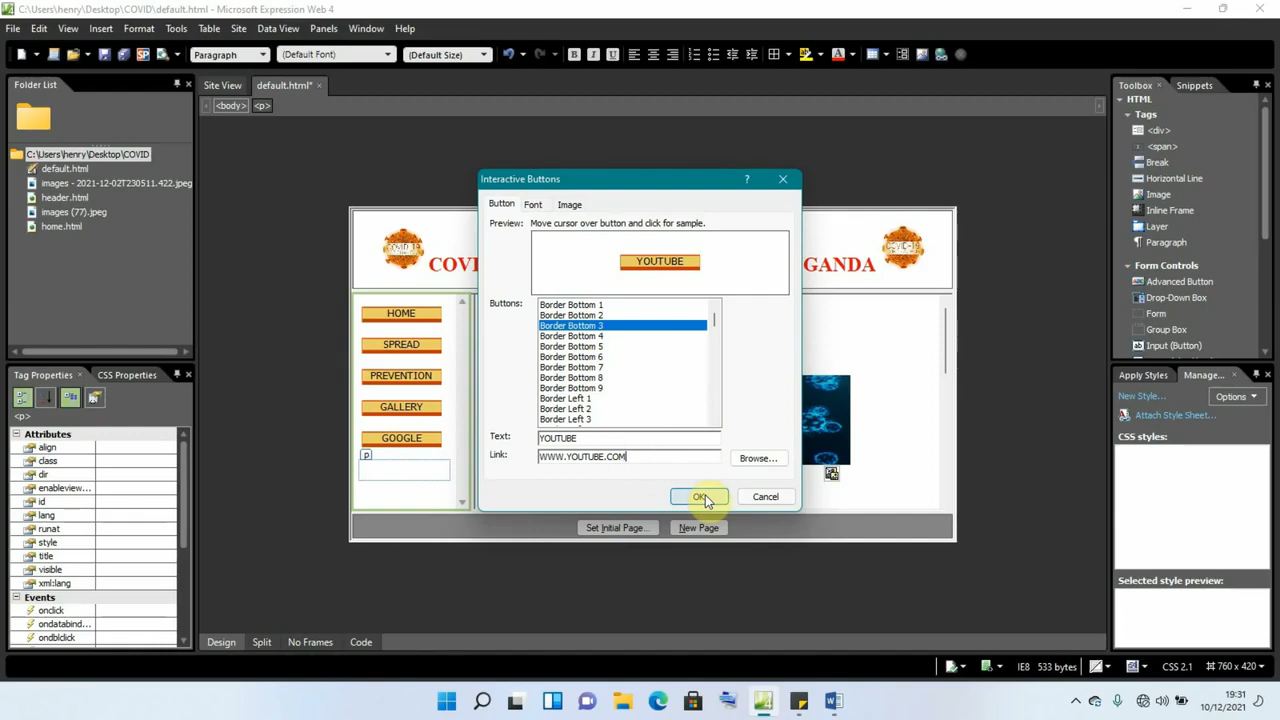 C:\Users\henry\Desktop\COVID\default.html - Microsoft Expression Web 4
File Edit View Insert Format Tools Table Site Data View Panels Window Help
Paragraph (Default Font) (Default Size) B I U A
Folder List
C:\Users\henry\Desktop\COVID
default.html
images - 2021-12-02T230511.422.jpeg
header.html
images (77).jpeg
home.html
Tag Properties CSS Properties
<p>
Attributes
align
class
dir
enableview...
id
lang
runat
style
title
visible
xml:lang
Events
onclick
ondatabind...
ondblclick
Site View default.html*
<body> <p>
GANDA
HOME
SPREAD
PREVENTION
GALLERY
GOOGLE
p
Interactive Buttons ?
Button Font Image
Preview: Move cursor over button and click for sample.
YOUTUBE
Buttons:
Border Bottom 1
Border Bottom 2
Border Bottom 3
Border Bottom 4
Border Bottom 5
Border Bottom 6
Border Bottom 7
Border Bottom 8
Border Bottom 9
Border Left 1
Border Left 2
Border Left 3
Text: YOUTUBE
Link: WWW.YOUTUBE.COM Browse...
OK Cancel
Set Initial Page... New Page
Design Split No Frames Code
Toolbox Snippets
HTML
Tags
<div>
<span>
Break
Horizontal Line
Image
Inline Frame
Layer
Paragraph
Form Controls
Advanced Button
Drop-Down Box
Form
Group Box
Input (Button)
Apply Styles Manage...
New Style... Options
Attach Style Sheet...
CSS styles:
Selected style preview:
IE8 533 bytes CSS 2.1 760 x 420
19:31
10/12/2021